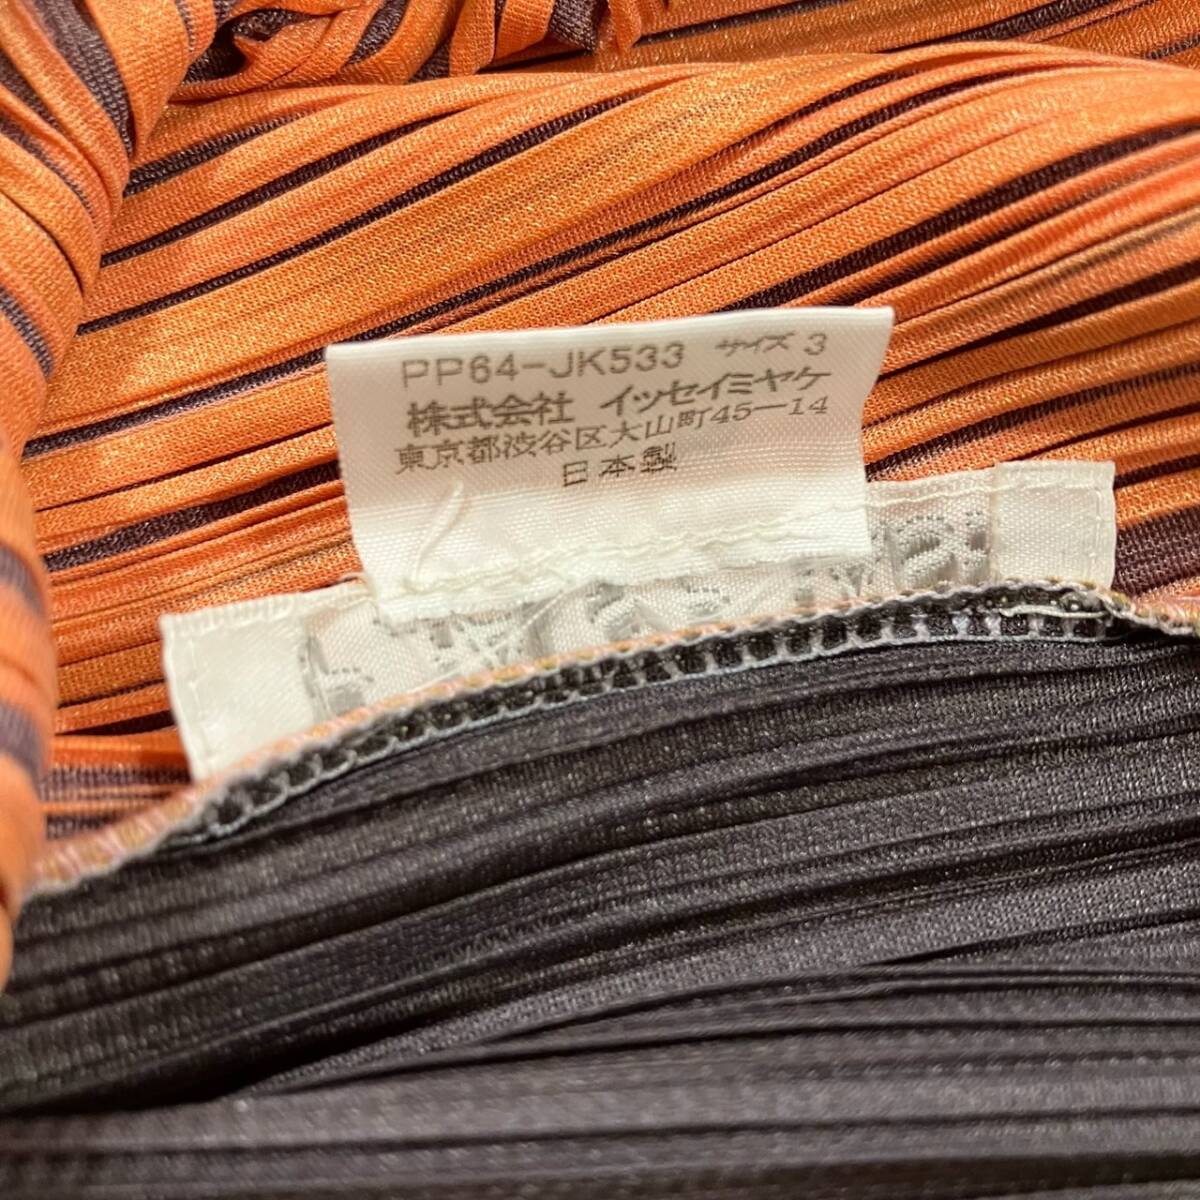 PP64-JK533 サイズ 3
株式会社 イッセイミヤケ
東京都渋谷区大山町45-14
日本製